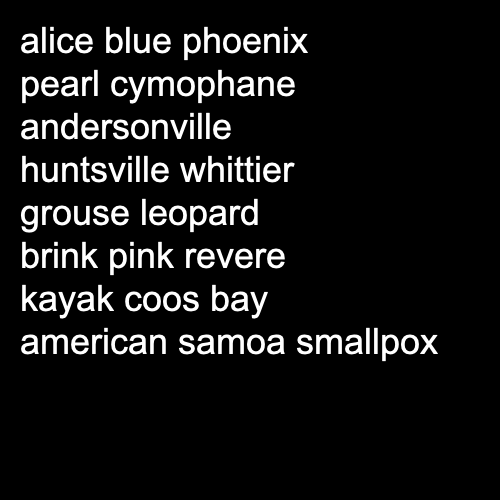 alice blue phoenix
pearl cymophane
andersonville
huntsville whittier
grouse leopard
brink pink revere
kayak coos bay
american samoa smallpox